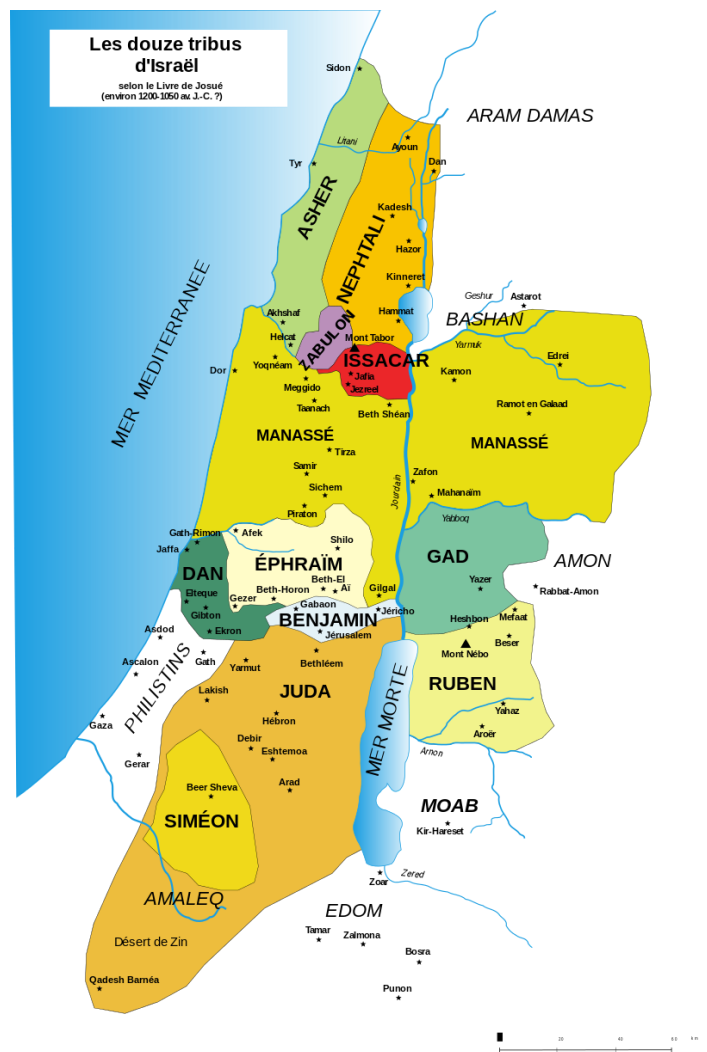 Les douze tribus
d'Israël
selon le Livre de Josué
(environ 1200-1050 av. J.-C. ?)
Sidon
ARAM DAMAS
Litani
Ayoun
Tyr
Dan
ASHER
Kadesh
NEPHTALI
Hazor
Kinneret
Geshur
Astarot
MER MEDITERRANEE
Akhshaf
Hammat
BASHAN
ZABULON
Helcat
Mont Tabor
Yarmuk
Yoqnéam
ISSACAR
Edrei
Dor
Jafia
Kamon
Meggido
Jezreel
Taanach
Beth Shéan
Ramot en Galaad
MANASSÉ
MANASSÉ
Tirza
Samir
Zafon
Sichem
Jourdain
Mahanaïm
Piraton
Yabboq
Gath-Rimon
Afek
Shilo
Jaffa
ÉPHRAÏM
GAD
AMON
DAN
Beth-El
Yazer
Elteque
Beth-Horon
Aï
Gilgal
Rabbat-Amon
Gezer
Gabaon
Jéricho
Gibton
BENJAMIN
Heshbon
Mefaat
Asdod
Ekron
Jérusalem
Beser
Mont Nébo
Ascalon
Gath
Yarmut
Bethléem
PHILISTINS
Lakish
JUDA
RUBEN
MER MORTE
Yahaz
Gaza
Hébron
Aroër
Debir
Eshtemoa
Arnon
Gerar
Arad
Beer Sheva
MOAB
SIMÉON
Kir-Hareset
Zered
Zoar
AMALEQ
EDOM
Tamar
Zalmona
Désert de Zin
Bosra
Qadesh Barnéa
Punon